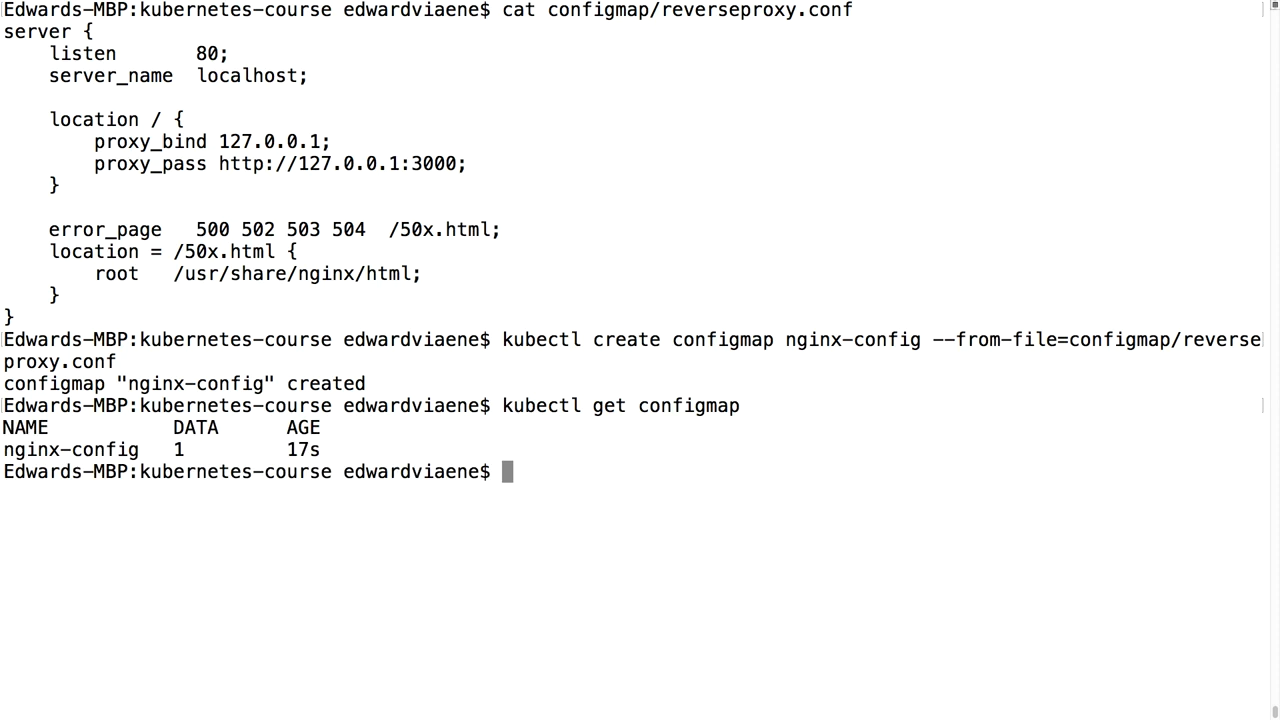 Edwards-MBP:kubernetes-course edwardviaene$ cat configmap/reverseproxy.conf
server {
    listen       80;
    server_name  localhost;

    location / {
        proxy_bind 127.0.0.1;
        proxy_pass http://127.0.0.1:3000;
    }

    error_page   500 502 503 504  /50x.html;
    location = /50x.html {
        root   /usr/share/nginx/html;
    }
}
Edwards-MBP:kubernetes-course edwardviaene$ kubectl create configmap nginx-config --from-file=configmap/reverse
proxy.conf
configmap "nginx-config" created
Edwards-MBP:kubernetes-course edwardviaene$ kubectl get configmap
NAME           DATA      AGE
nginx-config   1         17s
Edwards-MBP:kubernetes-course edwardviaene$